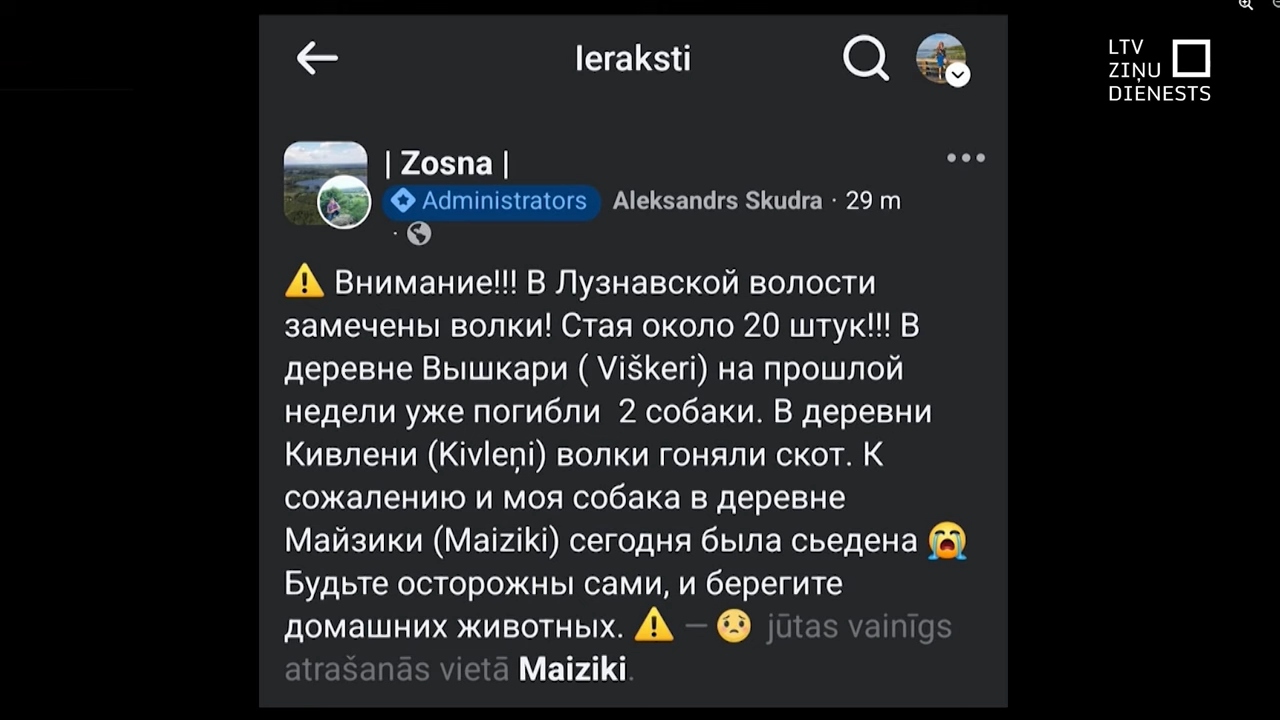 Ieraksti
LTV
ZIŅU
DIENESTS
| Zosna |
Administrators Aleksandrs Skudra · 29 m
·
⚠️ Внимание!!! В Лузнавской волости
замечены волки! Стая около 20 штук!!! В
деревне Вышкари ( Viškeri) на прошлой
недели уже погибли 2 собаки. В деревни
Кивлени (Kivleņi) волки гоняли скот. К
сожалению и моя собака в деревне
Майзики (Maiziki) сегодня была сьедена 😭
Будьте осторожны сами, и берегите
домашних животных. ⚠️ — 😟 jūtas vainīgs
atrašanās vietā Maiziki.